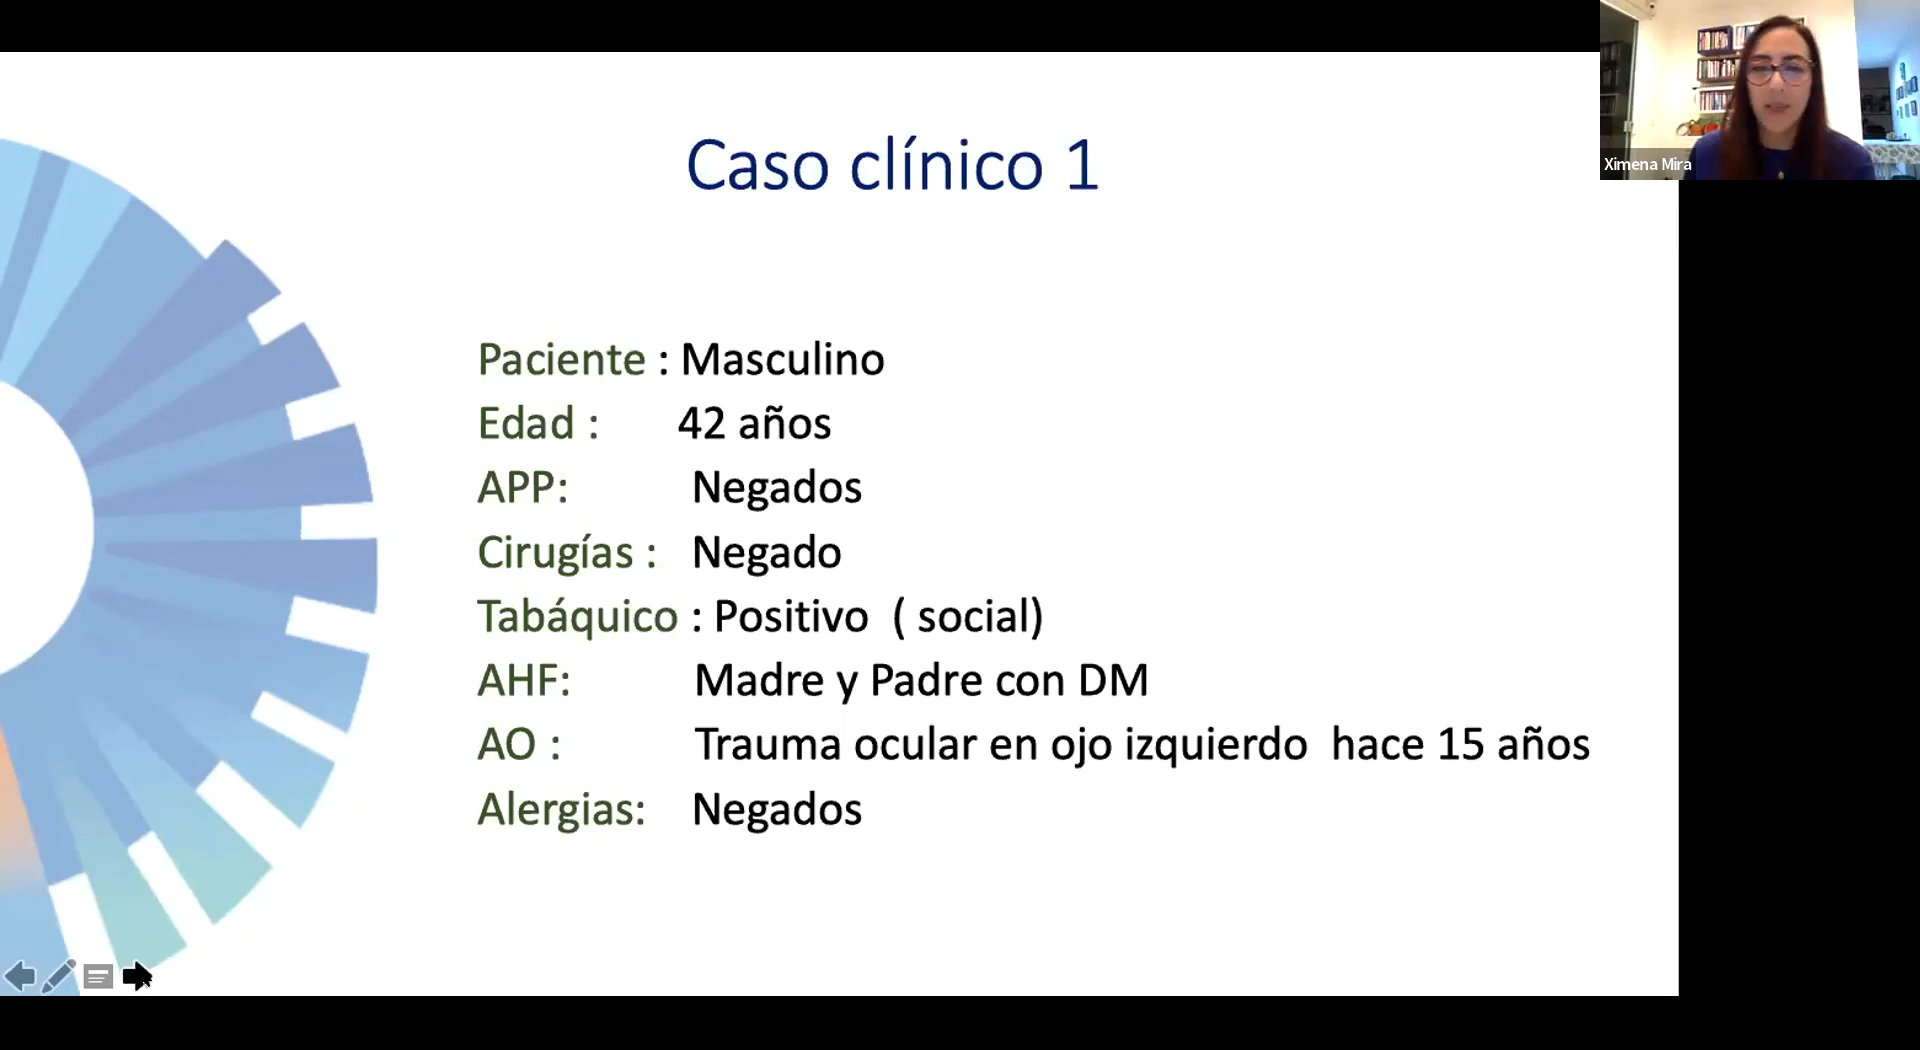 Caso clínico 1
Ximena Mira
Paciente : Masculino
Edad : 42 años
APP: Negados
Cirugías : Negado
Tabáquico : Positivo ( social)
AHF: Madre y Padre con DM
AO : Trauma ocular en ojo izquierdo hace 15 años
Alergias: Negados